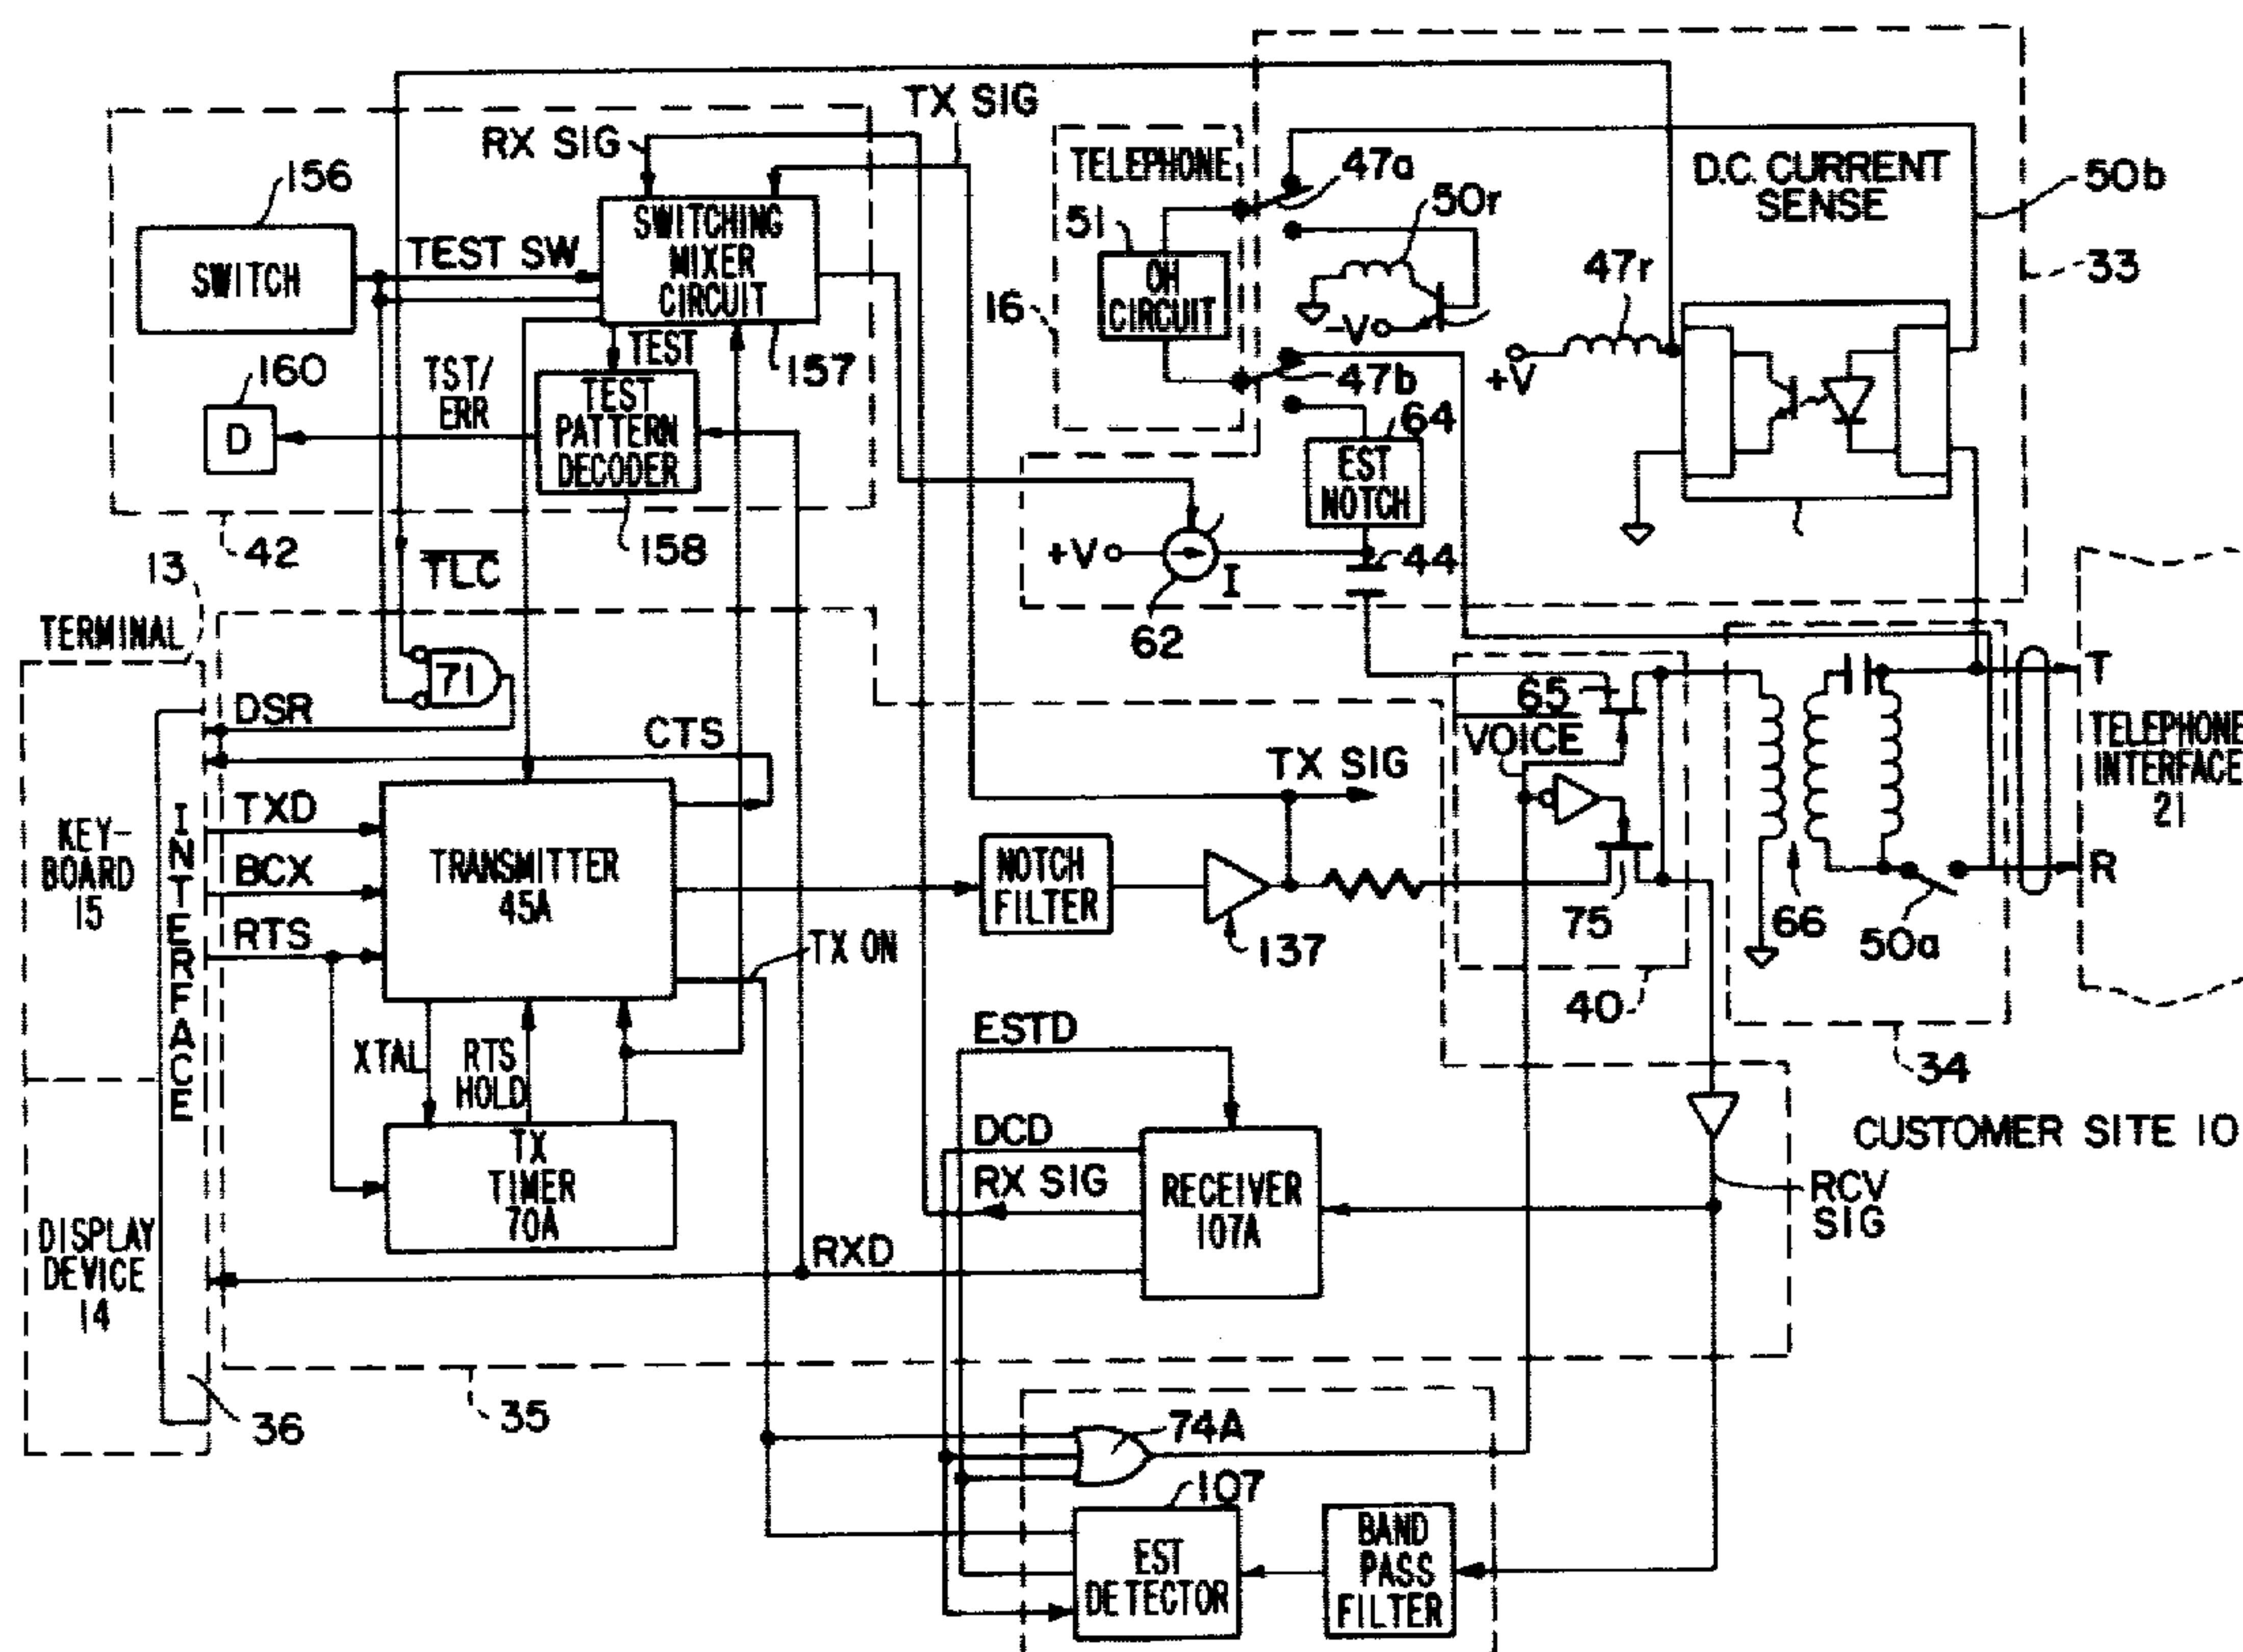 TX SIG
RX SIG
156
SWITCH
TEST SW
SWITCHING
MIXER
CIRCUIT
TELEPHONE
47a
50r
D.C. CURRENT
SENSE
50b
51
OH
CIRCUIT
16
-V
47r
33
+V
TEST
157
47b
64
160
D
TST/
ERR
TEST
PATTERN
DECODER
EST
NOTCH
42
158
+V
I
44
62
13
TLC
TERMINAL
71
DSR
CTS
65
VOICE
T
TELEPHONE
INTERFACE
21
R
TX SIG
TXD
BCX
RTS
KEY-
BOARD
15
INTERFACE
TRANSMITTER
45A
NOTCH
FILTER
137
75
66
50a
TX ON
40
34
XTAL
RTS
HOLD
ESTD
DCD
RX SIG
RECEIVER
107A
CUSTOMER SITE 10
RCV
SIG
TX
TIMER
70A
DISPLAY
DEVICE
14
RXD
36
35
74A
107
EST
DETECTOR
BAND
PASS
FILTER